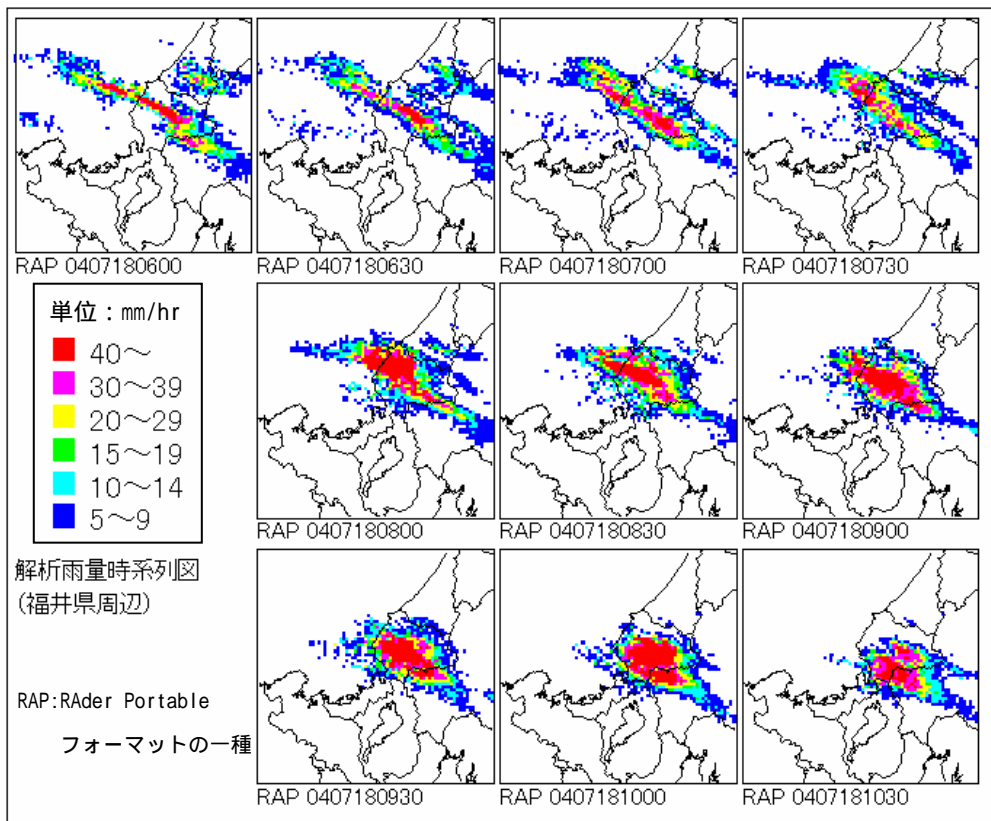 RAP 0407180600
RAP 0407180630
RAP 0407180700
RAP 0407180730
単位：mm/hr
40～
30～39
20～29
15～19
10～14
5～9
RAP 0407180800
RAP 0407180830
RAP 0407180900
解析雨量時系列図
(福井県周辺)
RAP:RAder Portable
フォーマットの一種
RAP 0407180930
RAP 0407181000
RAP 0407181030